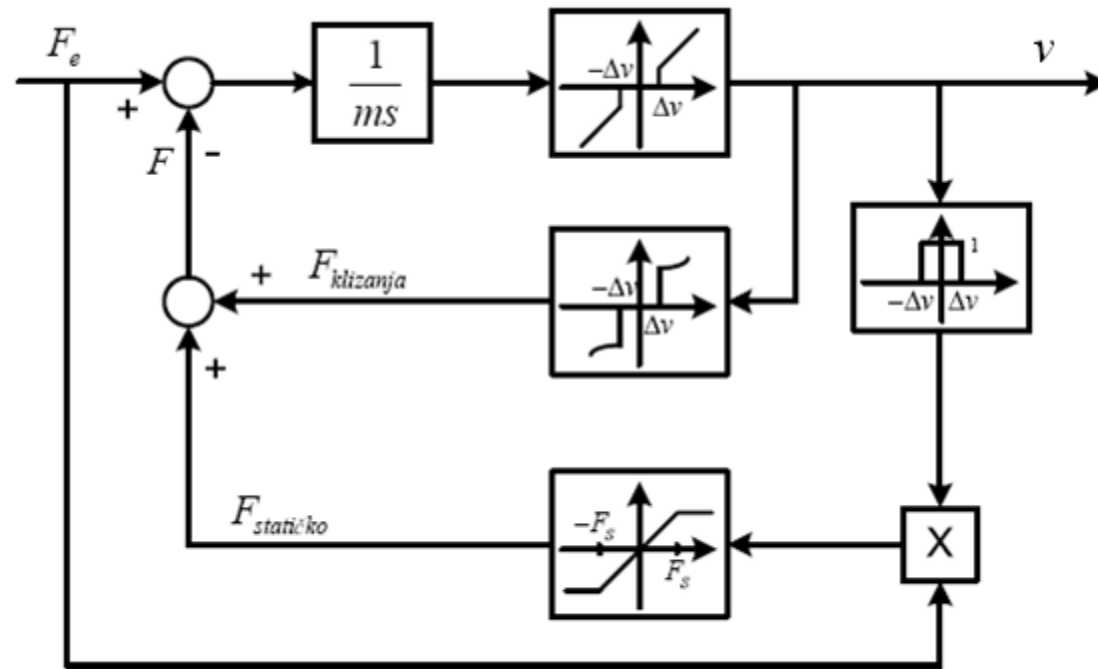 F_e
+
-
F
1
ms
-Δv
Δv
v
+
F_klizanja
-Δv
Δv
1
-Δv Δv
+
F_statičko
-F_s
F_s
X